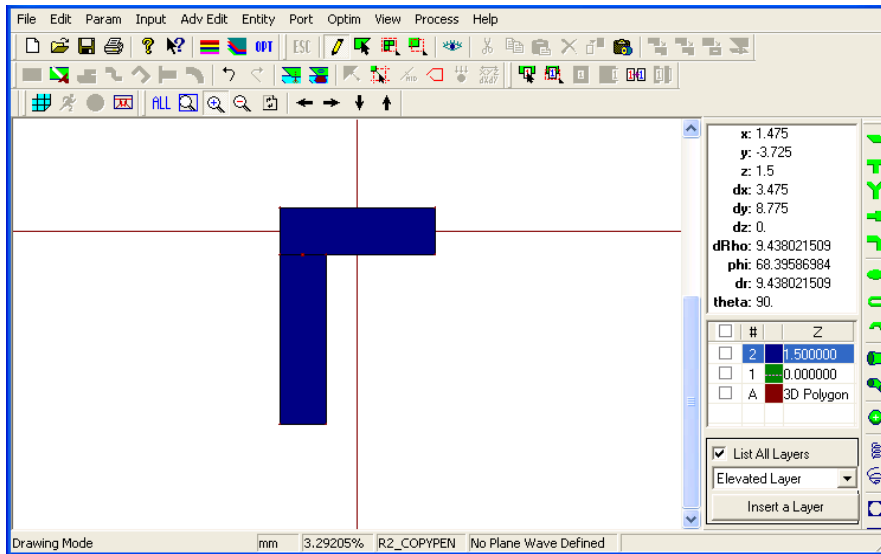 File Edit Param Input Adv Edit Entity Port Optim View Process Help
OPT ESC
ALL
x: 1.475
y: -3.725
z: 1.5
dx: 3.475
dy: 8.775
dz: 0.
dRho: 9.438021509
phi: 68.39586984
dr: 9.438021509
theta: 90.
# Z
2 1.500000
1 0.000000
A 3D Polygon
List All Layers
Elevated Layer
Insert a Layer
Drawing Mode mm 3.29205% R2_COPYPEN No Plane Wave Defined